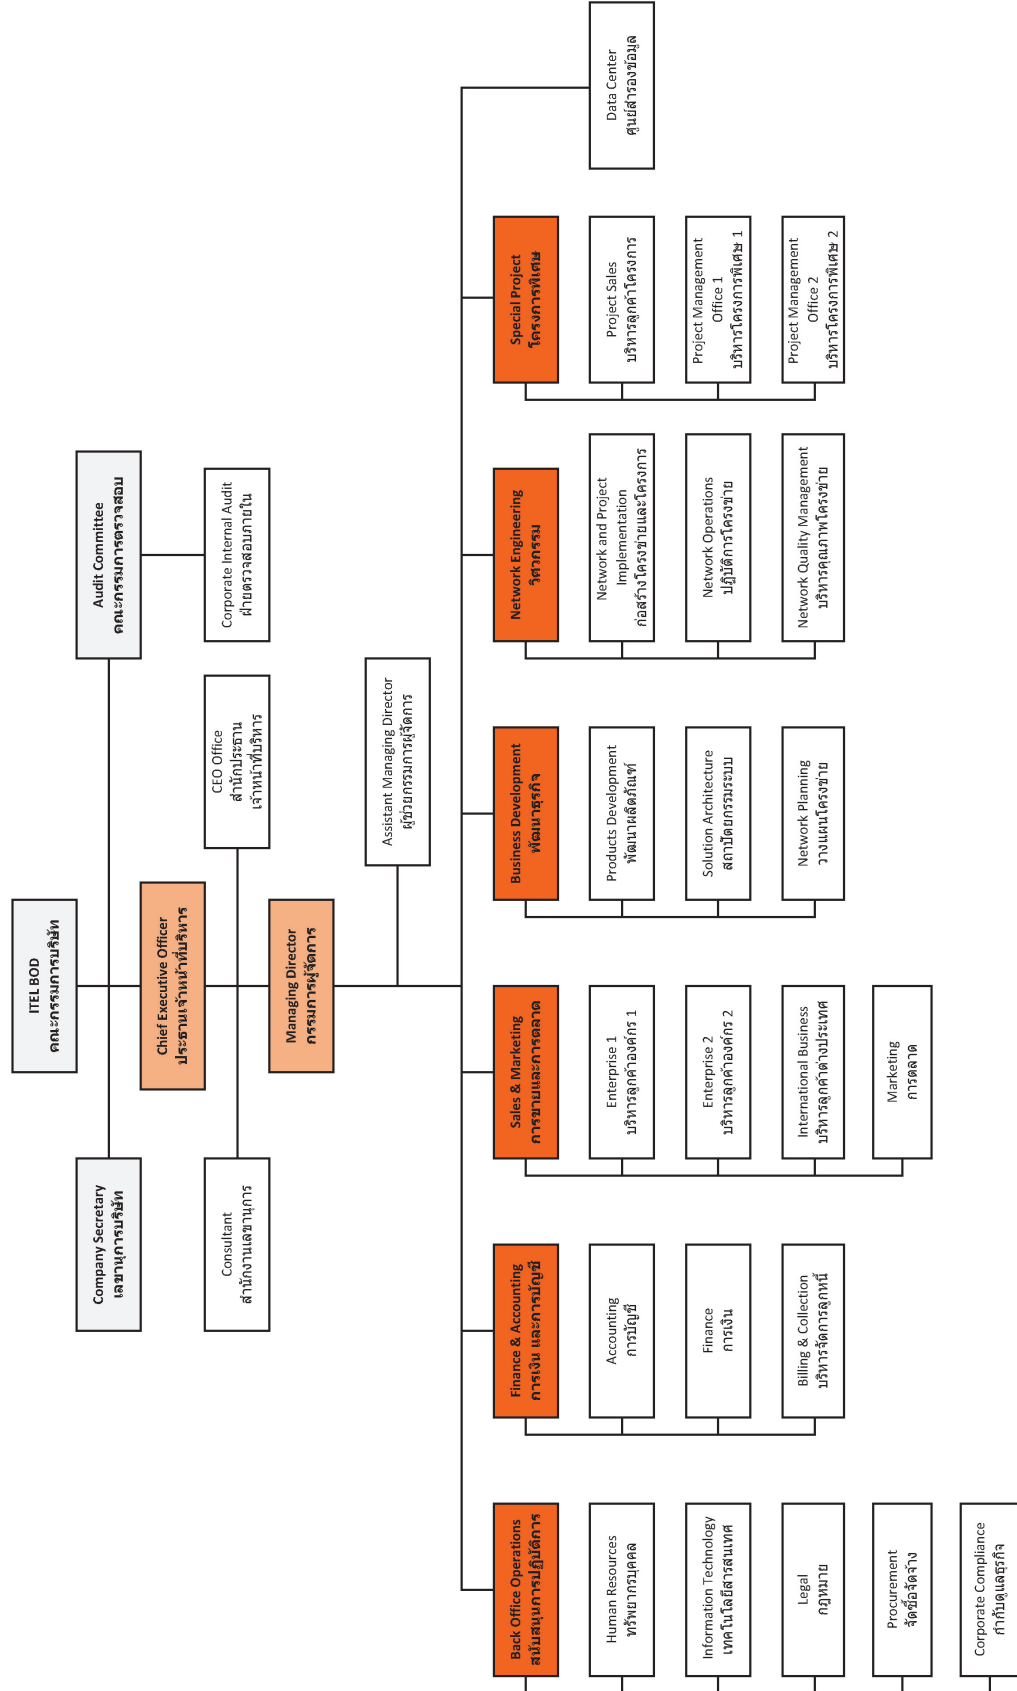 ITEL BOD
คณะกรรมการบริษัท
Company Secretary
เลขานุการบริษัท
Audit Committee
คณะกรรมการตรวจสอบ
Chief Executive Officer
ประธานเจ้าหน้าที่บริหาร
Consultant
สำนักงานเลขานุการ
CEO Office
สำนักประธาน
เจ้าหน้าที่บริหาร
Corporate Internal Audit
ฝ่ายตรวจสอบภายใน
Managing Director
กรรมการผู้จัดการ
Assistant Managing Director
ผู้ช่วยกรรมการผู้จัดการ
Back Office Operations
สนับสนุนการปฏิบัติการ
Human Resources
ทรัพยากรบุคคล
Information Technology
เทคโนโลยีสารสนเทศ
Legal
กฎหมาย
Procurement
จัดซื้อจัดจ้าง
Corporate Compliance
กำกับดูแลธุรกิจ
Finance & Accounting
การเงิน และการบัญชี
Accounting
การบัญชี
Finance
การเงิน
Billing & Collection
บริหารจัดการลูกหนี้
Sales & Marketing
การขายและการตลาด
Enterprise 1
บริหารลูกค้าองค์กร 1
Enterprise 2
บริหารลูกค้าองค์กร 2
International Business
บริหารลูกค้าต่างประเทศ
Marketing
การตลาด
Business Development
พัฒนาธุรกิจ
Products Development
พัฒนาผลิตภัณฑ์
Solution Architecture
สถาปัตยกรรมระบบ
Network Planning
วางแผนโครงข่าย
Network Engineering
วิศวกรรม
Network and Project
Implementation
ก่อสร้างโครงข่ายและโครงการ
Network Operations
ปฏิบัติการโครงข่าย
Network Quality Management
บริหารคุณภาพโครงข่าย
Special Project
โครงการพิเศษ
Project Sales
บริหารลูกค้าโครงการ
Project Management
Office 1
บริหารโครงการพิเศษ 1
Project Management
Office 2
บริหารโครงการพิเศษ 2
Data Center
ศูนย์สำรองข้อมูล